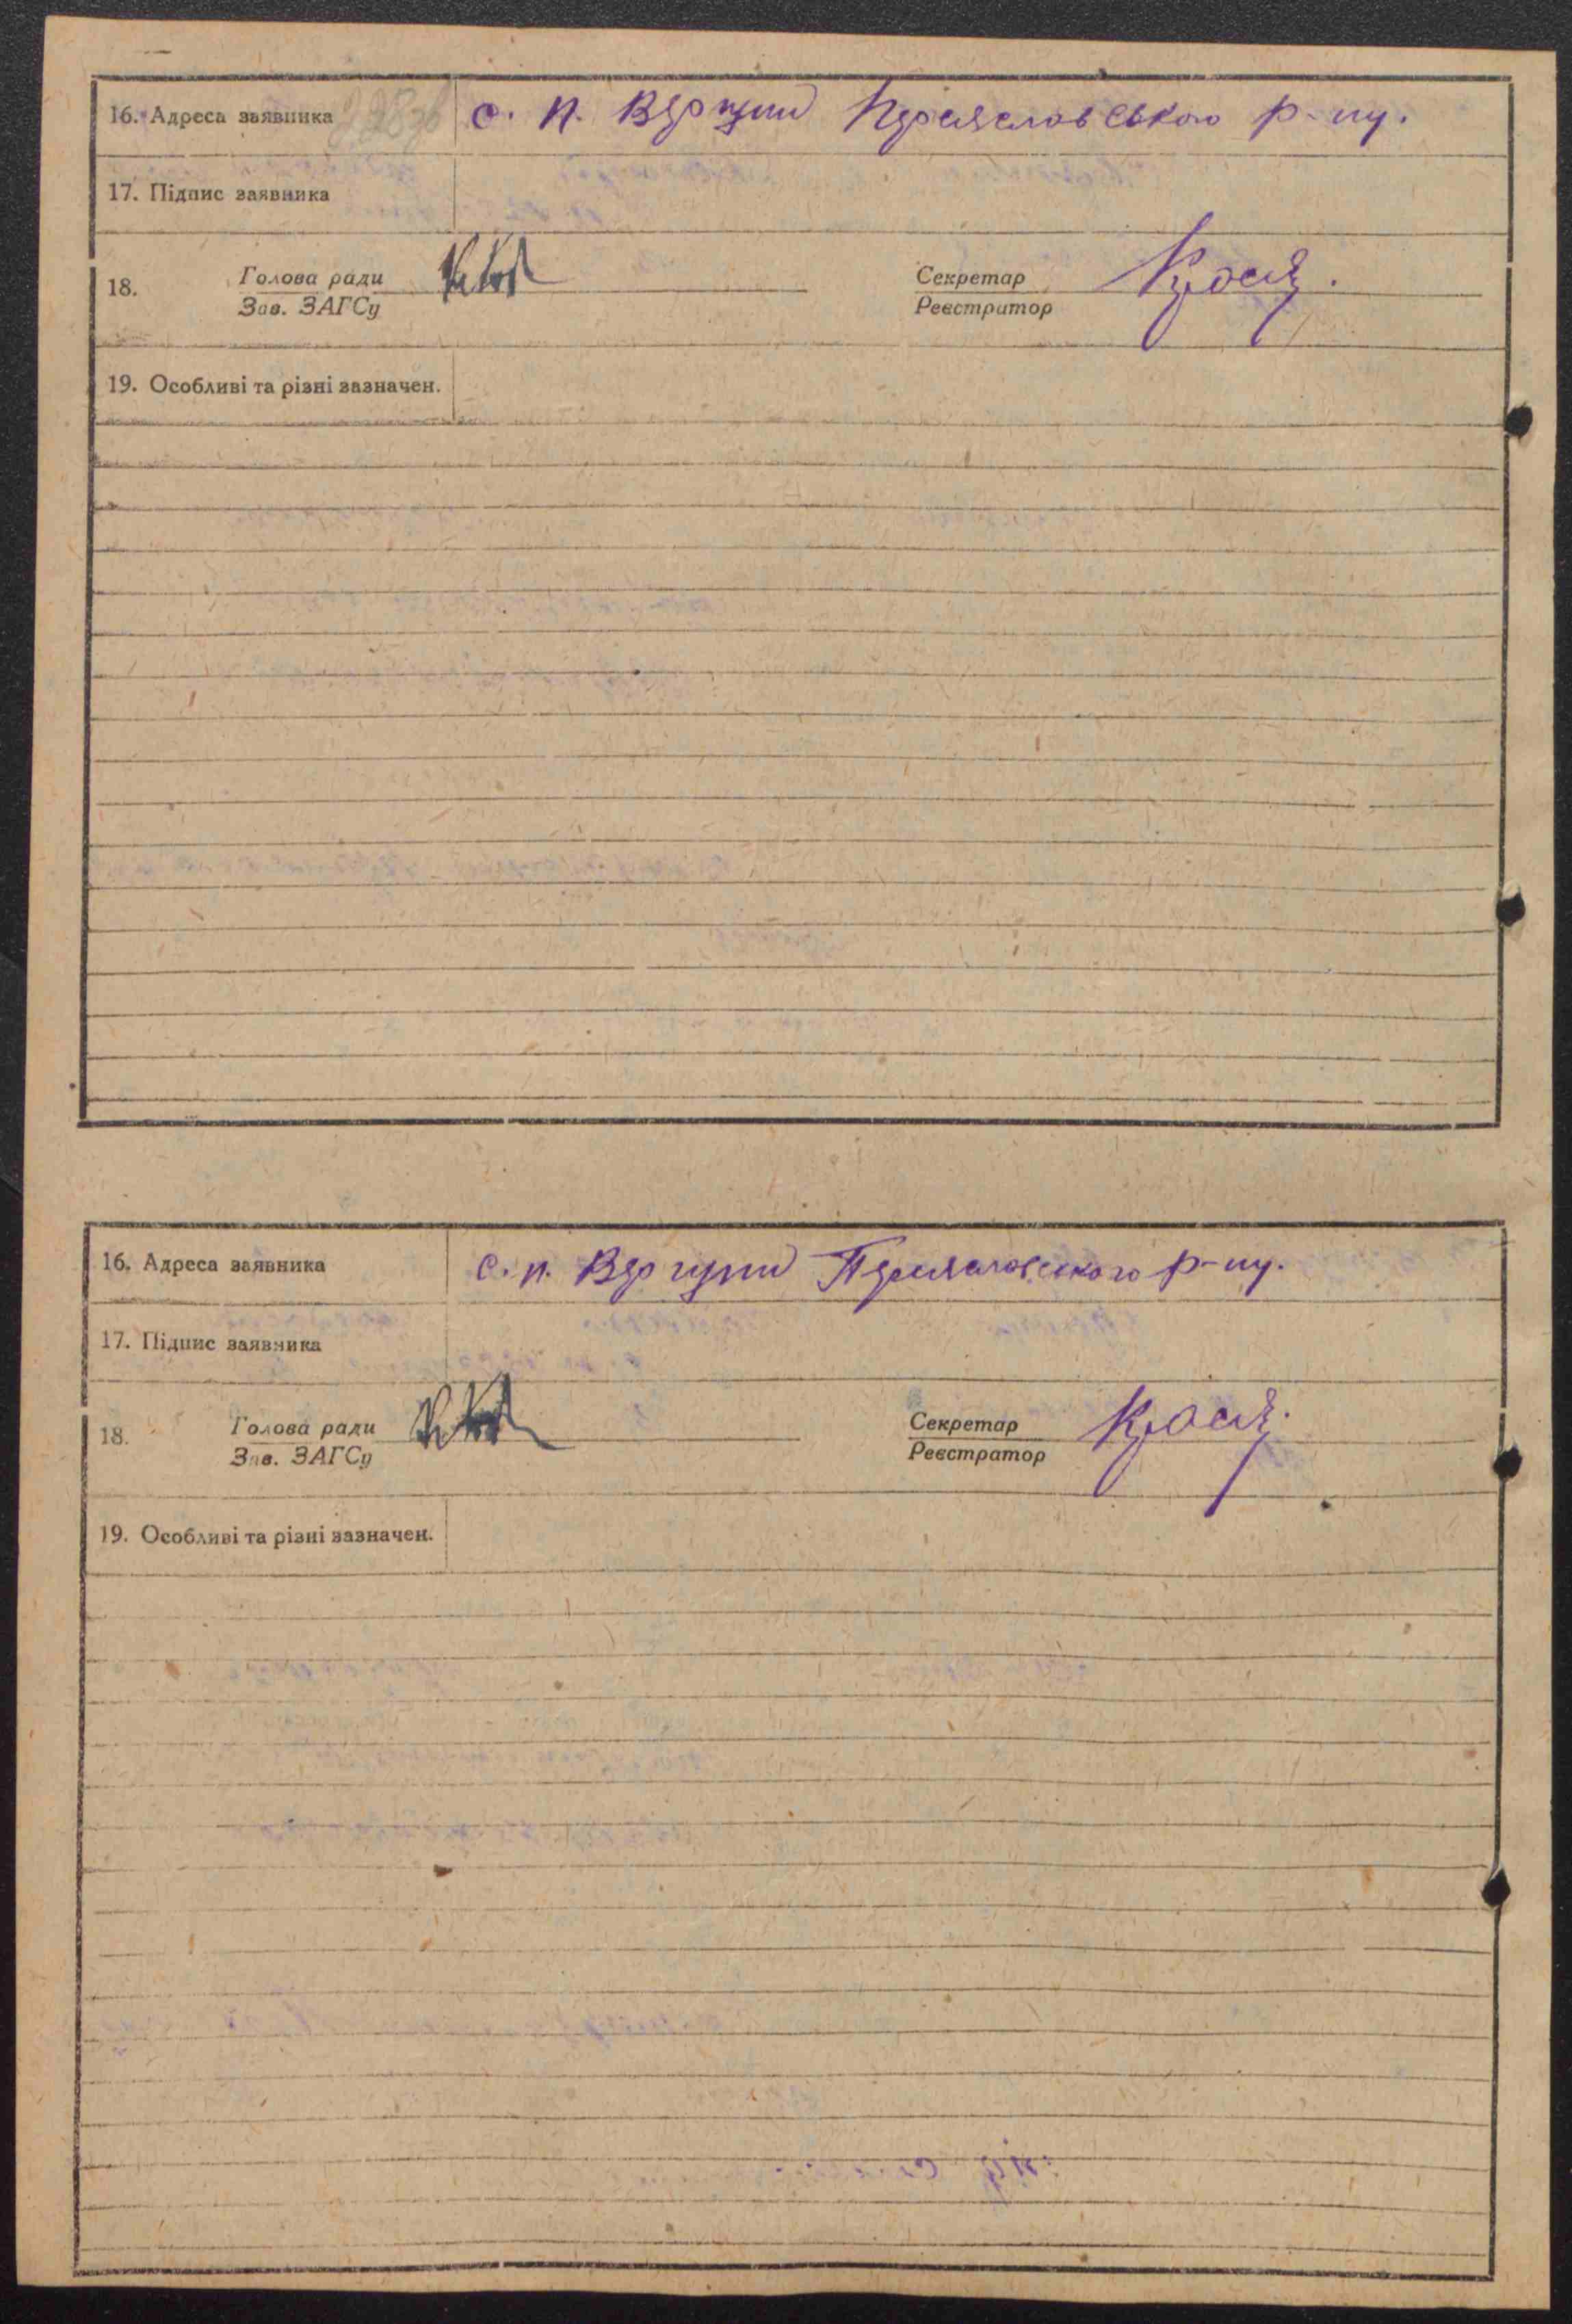 16. Адреса заявника с. п. Вергуни Переяславського р-ну.
17. Підпис заявника
18. Голова ради Секретар
Зав. ЗАГСу Реєстратор
19. Особливі та різні зазначен.
16. Адреса заявника с. п. Вергуни Переяславського р-ну.
17. Підпис заявника
18. Голова ради Секретар
Зав. ЗАГСу Реєстратор
19. Особливі та різні зазначен.